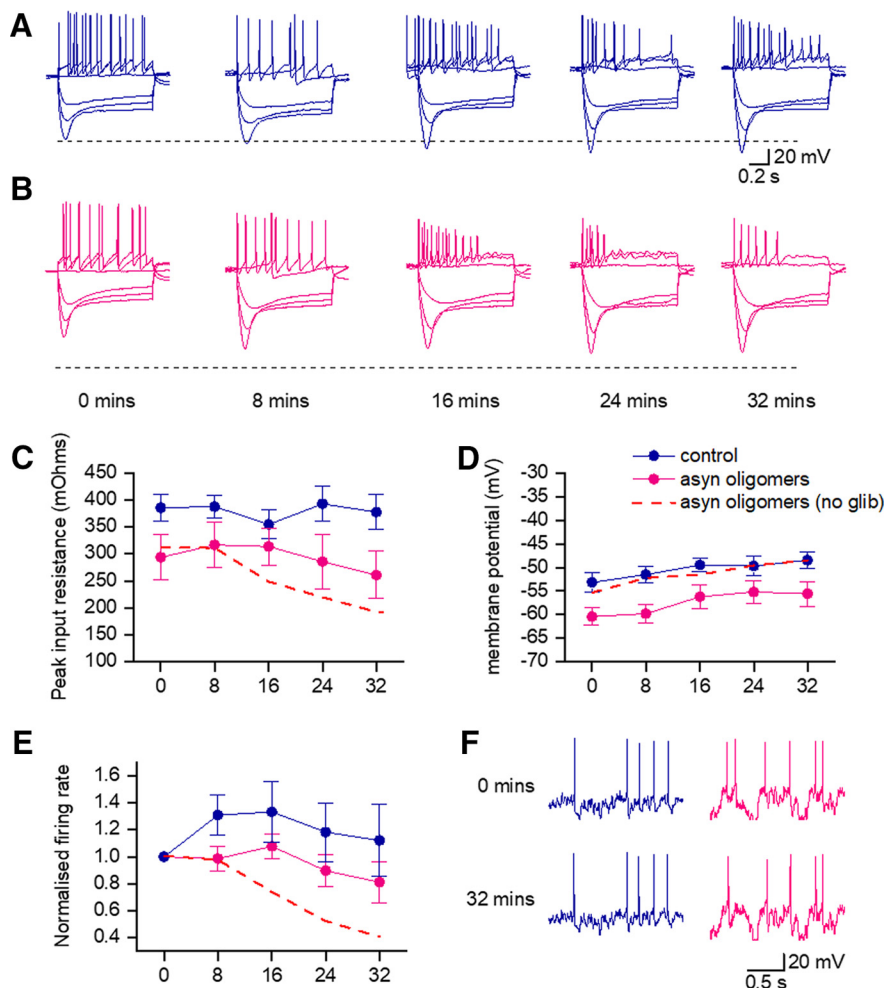 A
20 mV
0.2 s
B
0 mins 8 mins 16 mins 24 mins 32 mins
C
Peak input resistance (mOhms)
450
400
350
300
250
200
150
100
0 8 16 24 32
D
control
asyn oligomers
asyn oligomers (no glib)
membrane potential (mV)
-30
-35
-40
-45
-50
-55
-60
-65
-70
0 8 16 24 32
E
Normalised firing rate
1.6
1.4
1.2
1.0
0.8
0.6
0.4
0 8 16 24 32
F
0 mins
32 mins
20 mV
0.5 s